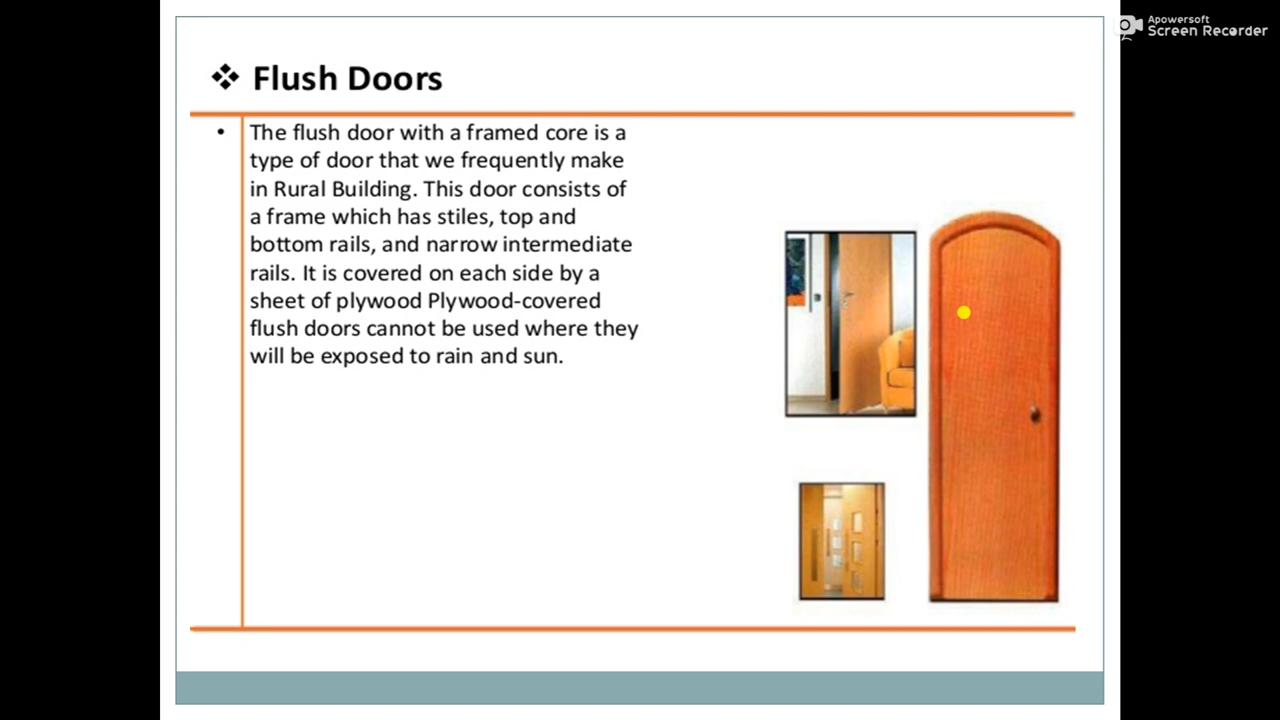 Apowersoft
Screen Recorder
❖ Flush Doors
• The flush door with a framed core is a
type of door that we frequently make
in Rural Building. This door consists of
a frame which has stiles, top and
bottom rails, and narrow intermediate
rails. It is covered on each side by a
sheet of plywood Plywood-covered
flush doors cannot be used where they
will be exposed to rain and sun.